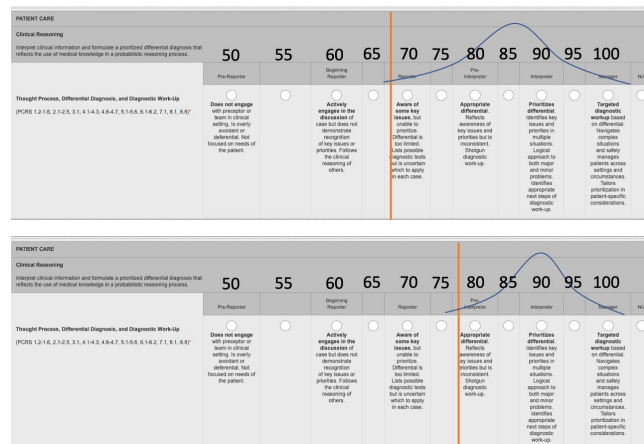 PATIENT CARE
Clinical Reasoning
Interpret clinical information and formulate a prioritized differential diagnosis that
reflects the use of medical knowledge in a probabilistic reasoning process.
50 55 60 65 70 75 80 85 90 95 100
Pre-Reporter
Beginning
Reporter
Reporter
Pre-
Interpreter
Interpreter
Manager
Thought Process, Differential Diagnosis, and Diagnostic Work-Up
(PCRS 1.2-1.6, 2.1-2.5, 3.1, 4.1-4.3, 4.6-4.7, 5.1-5.6, 6.1-6.2, 7.1, 8.1, 8.8)*
Does not engage
with preceptor or
team in clinical
setting. Is overly
avoidant or
deferential. Not
focused on needs of
the patient.
Actively
engages in the
discussion of
case but does not
demonstrate
recognition
of key issues or
priorities. Follows
the clinical
reasoning of
others.
Aware of
some key
issues, but
unable to
prioritize.
Differential is
too limited.
Lists possible
diagnostic tests
but is uncertain
which to apply
in each case.
Appropriate
differential.
Reflects
awareness of
key issues and
priorities but is
inconsistent.
Shotgun
diagnostic
work-up.
Prioritizes
differential.
Identifies key
issues and
priorities in
multiple
situations.
Logical
approach to
both major
and minor
problems.
Identifies
appropriate
next steps of
diagnostic
work-up.
Targeted
diagnostic
workup based
on differential.
Navigates
complex
situations
and safely
manages
patients across
settings and
circumstances.
Tailors
prioritization in
patient-specific
considerations.
PATIENT CARE
Clinical Reasoning
Interpret clinical information and formulate a prioritized differential diagnosis that
reflects the use of medical knowledge in a probabilistic reasoning process.
50 55 60 65 70 75 80 85 90 95 100
Pre-Reporter
Beginning
Reporter
Reporter
Pre-
Interpreter
Interpreter
Manager
Thought Process, Differential Diagnosis, and Diagnostic Work-Up
(PCRS 1.2-1.6, 2.1-2.5, 3.1, 4.1-4.3, 4.6-4.7, 5.1-5.6, 6.1-6.2, 7.1, 8.1, 8.8)*
Does not engage
with preceptor or
team in clinical
setting. Is overly
avoidant or
deferential. Not
focused on needs of
the patient.
Actively
engages in the
discussion of
case but does not
demonstrate
recognition
of key issues or
priorities. Follows
the clinical
reasoning of
others.
Aware of
some key
issues, but
unable to
prioritize.
Differential is
too limited.
Lists possible
diagnostic tests
but is uncertain
which to apply
in each case.
Appropriate
differential.
Reflects
awareness of
key issues and
priorities but is
inconsistent.
Shotgun
diagnostic
work-up.
Prioritizes
differential.
Identifies key
issues and
priorities in
multiple
situations.
Logical
approach to
both major
and minor
problems.
Identifies
appropriate
next steps of
diagnostic
work-up.
Targeted
diagnostic
workup based
on differential.
Navigates
complex
situations
and safely
manages
patients across
settings and
circumstances.
Tailors
prioritization in
patient-specific
considerations.